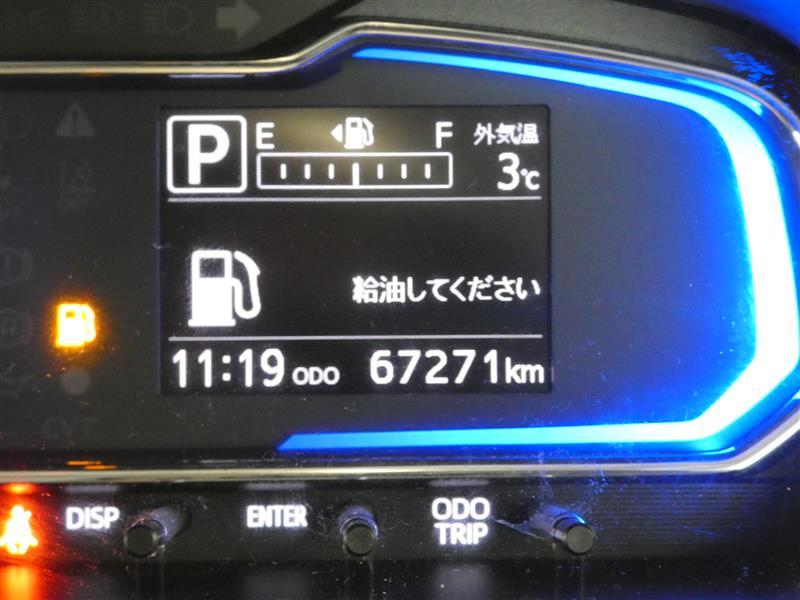 P
E F 外気温
3℃
給油してください
11:19 ODO 67271km
CVT
DISP ENTER ODO TRIP